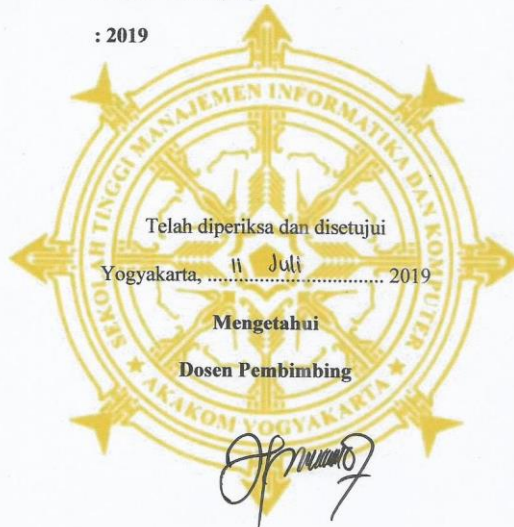 : 2019
SEKOLAH TINGGI MANAJEMEN INFORMATIKA DAN KOMPUTER
Telah diperiksa dan disetujui
Yogyakarta, .... 11 Juli .................... 2019
Mengetahui
Dosen Pembimbing
★ AKAKOM YOGYAKARTA ★